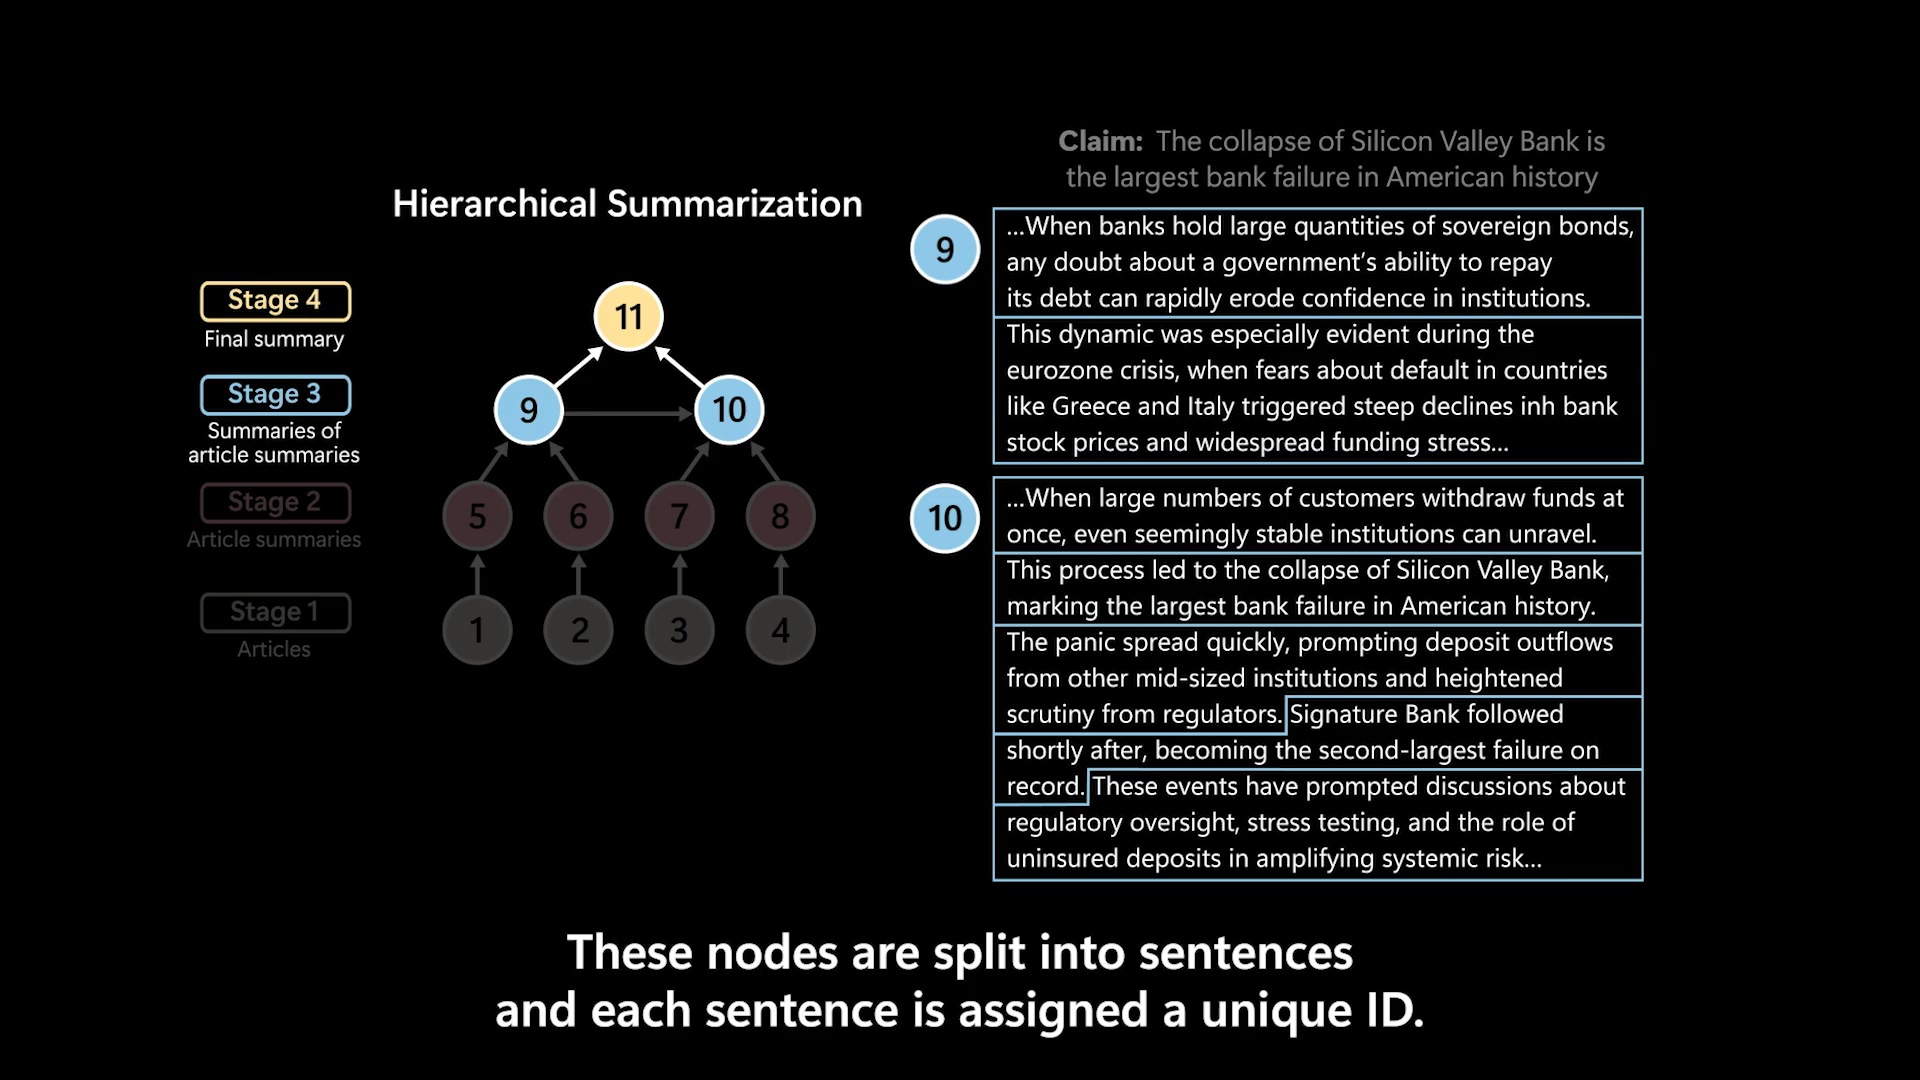 Claim: The collapse of Silicon Valley Bank is
the largest bank failure in American history
Hierarchical Summarization
Stage 4
Final summary
Stage 3
Summaries of
article summaries
Stage 2
Article summaries
Stage 1
Articles
11
9
10
5
6
7
8
1
2
3
4
9
...When banks hold large quantities of sovereign bonds,
any doubt about a government's ability to repay
its debt can rapidly erode confidence in institutions.
This dynamic was especially evident during the
eurozone crisis, when fears about default in countries
like Greece and Italy triggered steep declines inh bank
stock prices and widespread funding stress...
10
...When large numbers of customers withdraw funds at
once, even seemingly stable institutions can unravel.
This process led to the collapse of Silicon Valley Bank,
marking the largest bank failure in American history.
The panic spread quickly, prompting deposit outflows
from other mid-sized institutions and heightened
scrutiny from regulators. Signature Bank followed
shortly after, becoming the second-largest failure on
record. These events have prompted discussions about
regulatory oversight, stress testing, and the role of
uninsured deposits in amplifying systemic risk...
These nodes are split into sentences
and each sentence is assigned a unique ID.